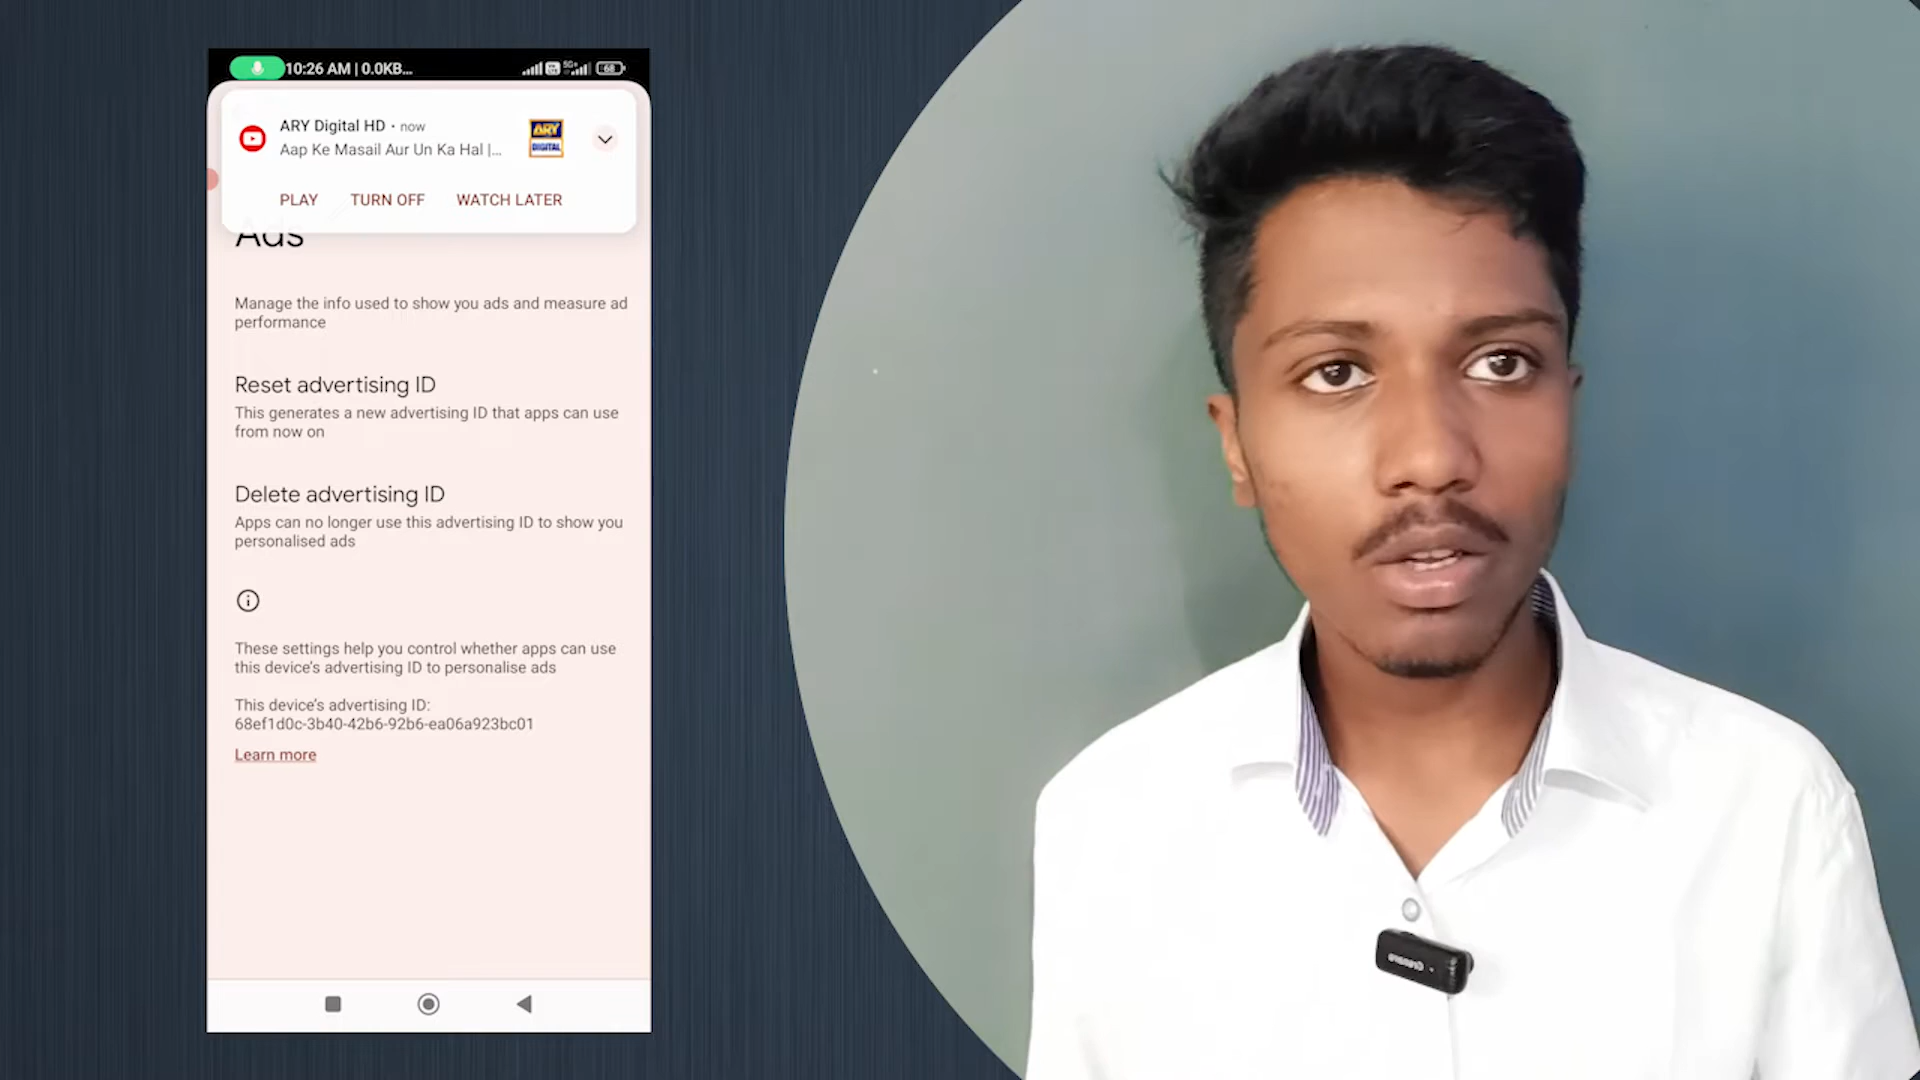 10:26 AM | 0.0KB...
5G+
68
ARY Digital HD • now
Aap Ke Masail Aur Un Ka Hal |...
ARY
DIGITAL
PLAY TURN OFF WATCH LATER
Ads
Manage the info used to show you ads and measure ad
performance
Reset advertising ID
This generates a new advertising ID that apps can use
from now on
Delete advertising ID
Apps can no longer use this advertising ID to show you
personalised ads
These settings help you control whether apps can use
this device's advertising ID to personalise ads
This device's advertising ID:
68ef1d0c-3b40-42b6-92b6-ea06a923bc01
Learn more